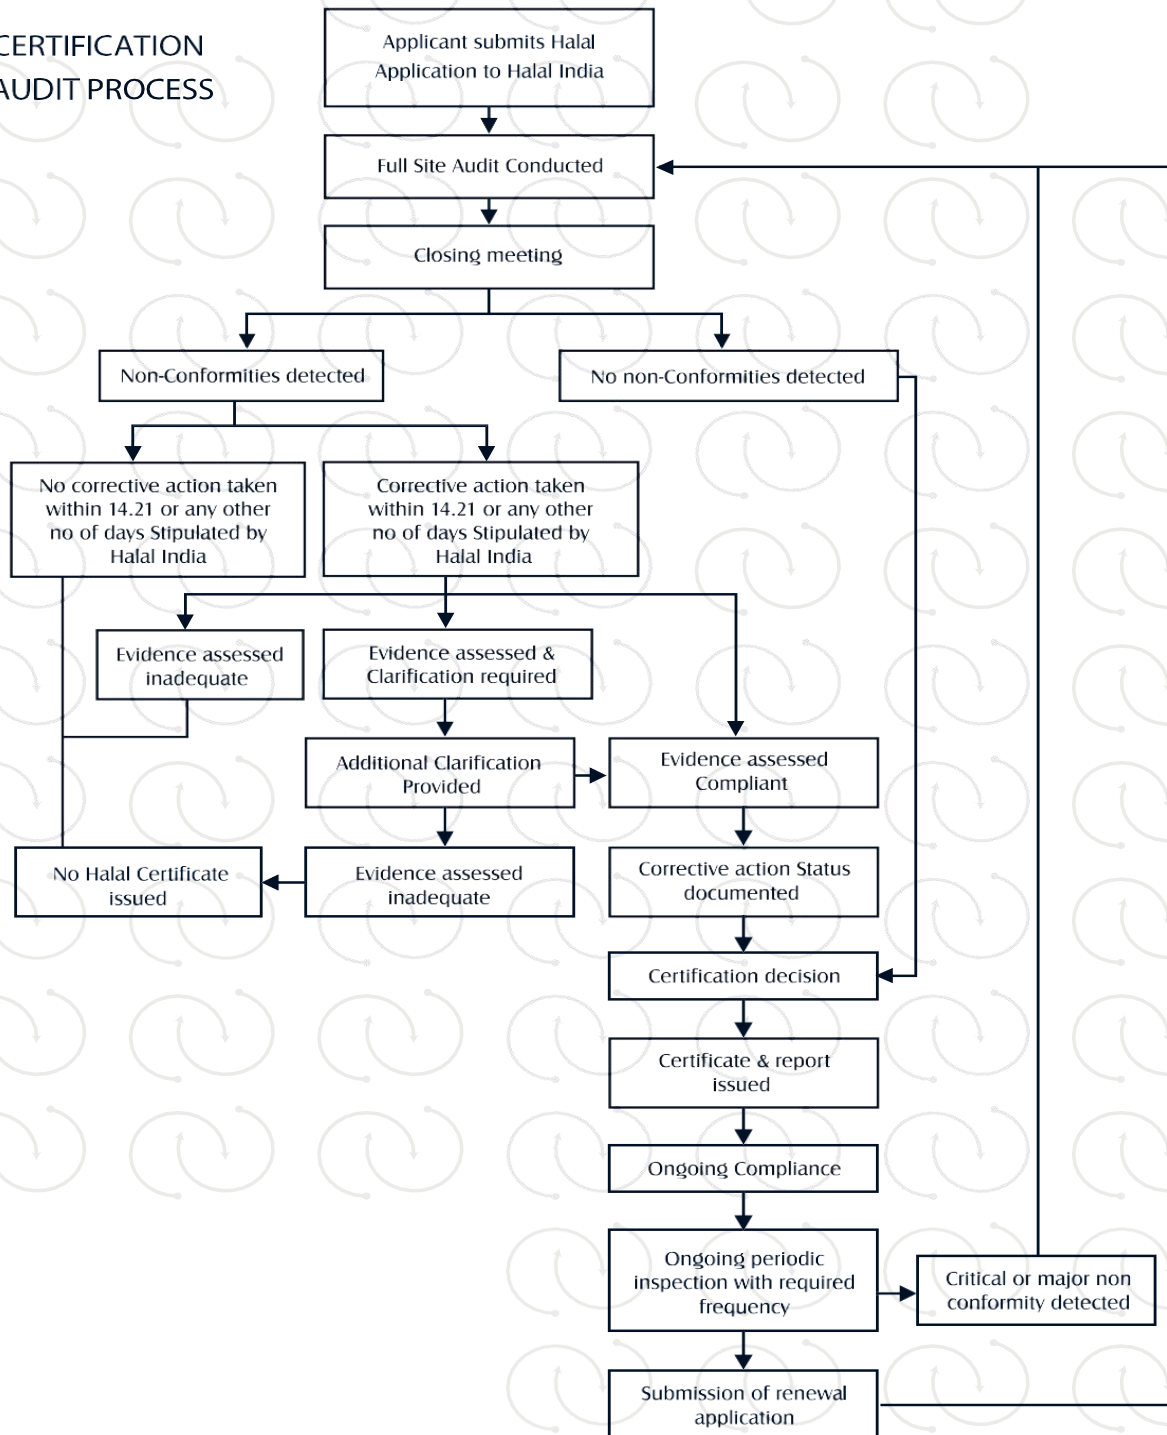 CERTIFICATION
AUDIT PROCESS
Applicant submits Halal
Application to Halal India
Full Site Audit Conducted
Closing meeting
Non-Conformities detected
No non-Conformities detected
No corrective action taken
within 14.21 or any other
no of days Stipulated by
Halal India
Corrective action taken
within 14.21 or any other
no of days Stipulated by
Halal India
Evidence assessed
inadequate
Evidence assessed &
Clarification required
Additional Clarification
Provided
Evidence assessed
Compliant
No Halal Certificate
issued
Evidence assessed
inadequate
Corrective action Status
documented
Certification decision
Certificate & report
issued
Ongoing Compliance
Ongoing periodic
inspection with required
frequency
Critical or major non
conformity detected
Submission of renewal
application